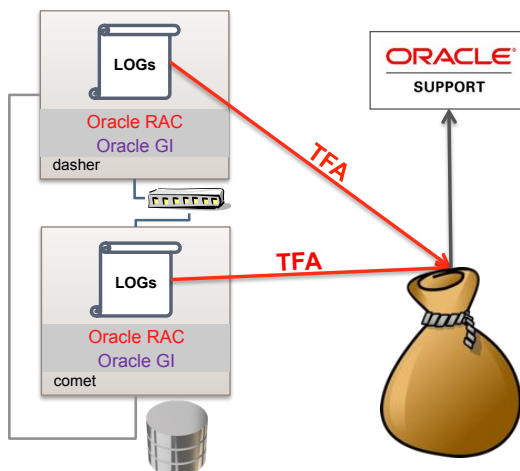 LOGs
Oracle RAC
Oracle GI
dasher
TFA
ORACLE®
SUPPORT
LOGs
TFA
Oracle RAC
Oracle GI
comet